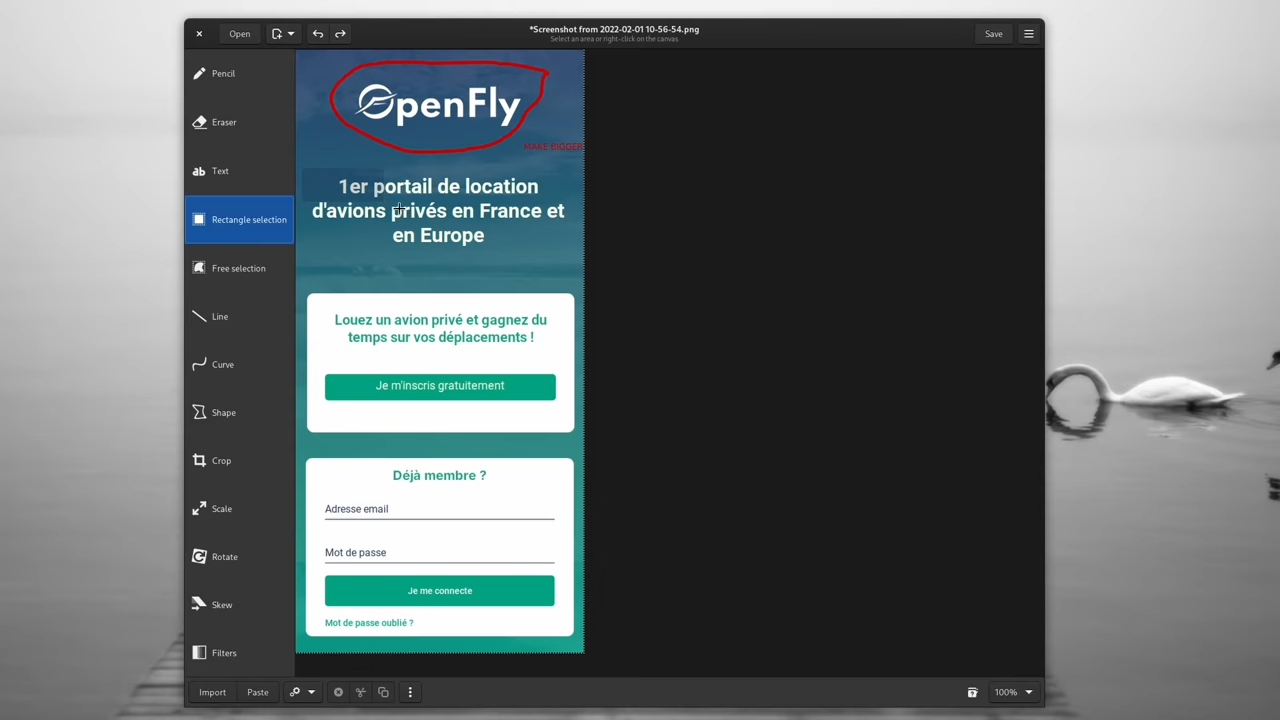 *Screenshot from 2022-02-01 10-56-54.png
Select an area or right-click on the canvas
Open
Save
Pencil
Eraser
Text
Rectangle selection
Free selection
Line
Curve
Shape
Crop
Scale
Rotate
Skew
Filters
OpenFly
MAKE BIGGER
1er portail de location
d'avions privés en France et
en Europe
Louez un avion privé et gagnez du
temps sur vos déplacements !
Je m'inscris gratuitement
Déjà membre ?
Adresse email
Mot de passe
Je me connecte
Mot de passe oublié ?
Import
Paste
100%